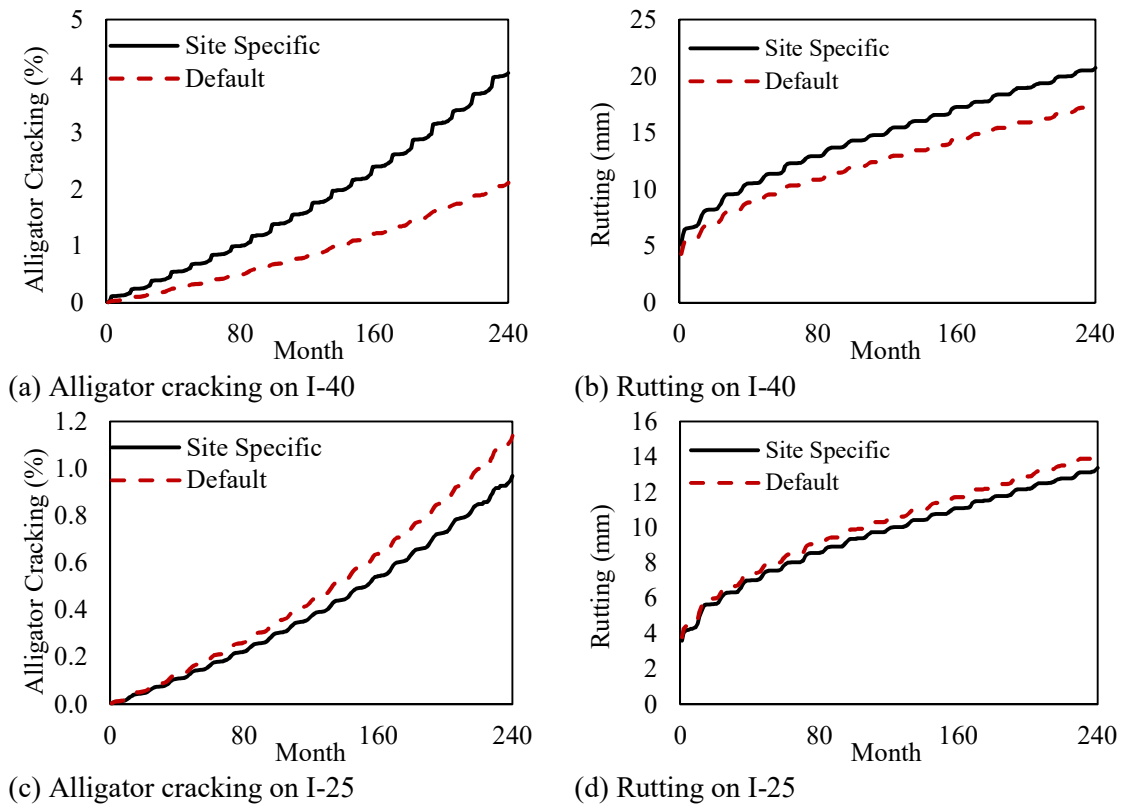 Alligator Cracking (%)
5
4
3
2
1
0
Site Specific
Default
0 80 160 240
Month
(a) Alligator cracking on I-40
Rutting (mm)
25
20
15
10
5
0
Site Specific
Default
0 80 160 240
Month
(b) Rutting on I-40
Alligator Cracking (%)
1.2
1.0
0.8
0.6
0.4
0.2
0.0
Site Specific
Default
0 80 160 240
Month
(c) Alligator cracking on I-25
Rutting (mm)
16
14
12
10
8
6
4
2
0
Site Specific
Default
0 80 160 240
Month
(d) Rutting on I-25